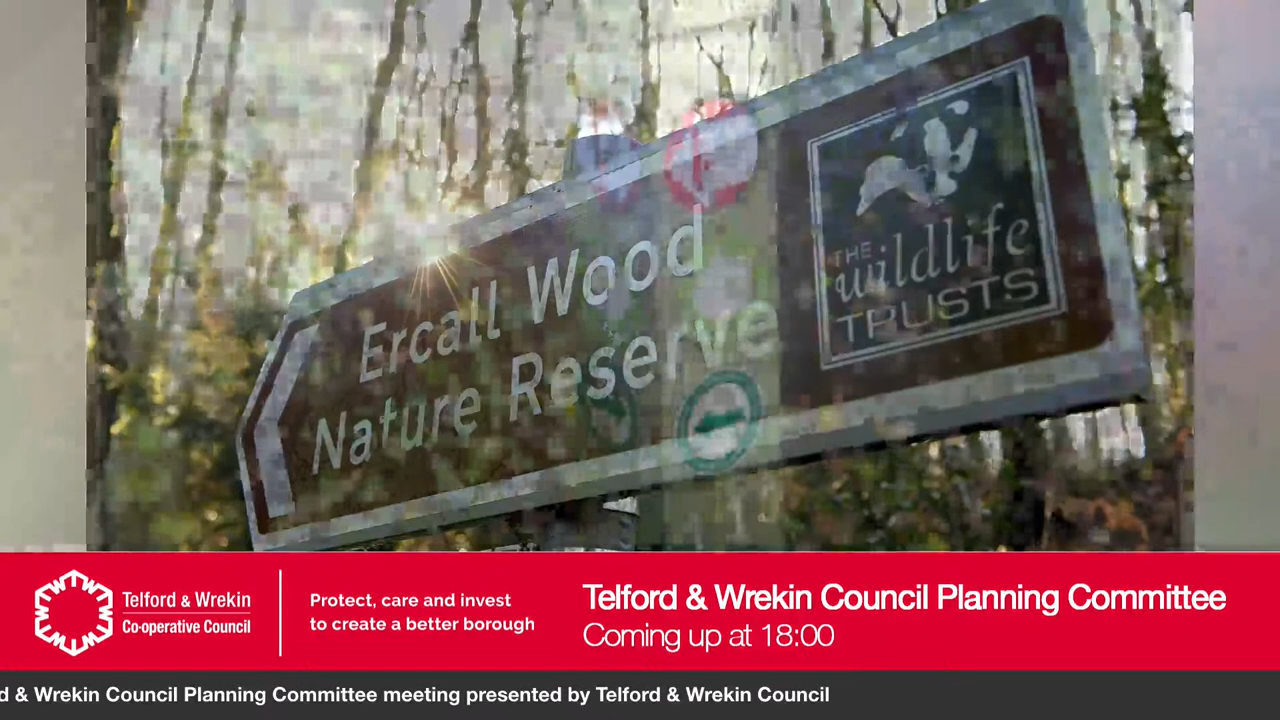 Ercall Wood
Nature Reserve
THE
wildlife
TRUSTS
Telford & Wrekin
Co-operative Council
Protect, care and invest
to create a better borough
Telford & Wrekin Council Planning Committee
Coming up at 18:00
d & Wrekin Council Planning Committee meeting presented by Telford & Wrekin Council